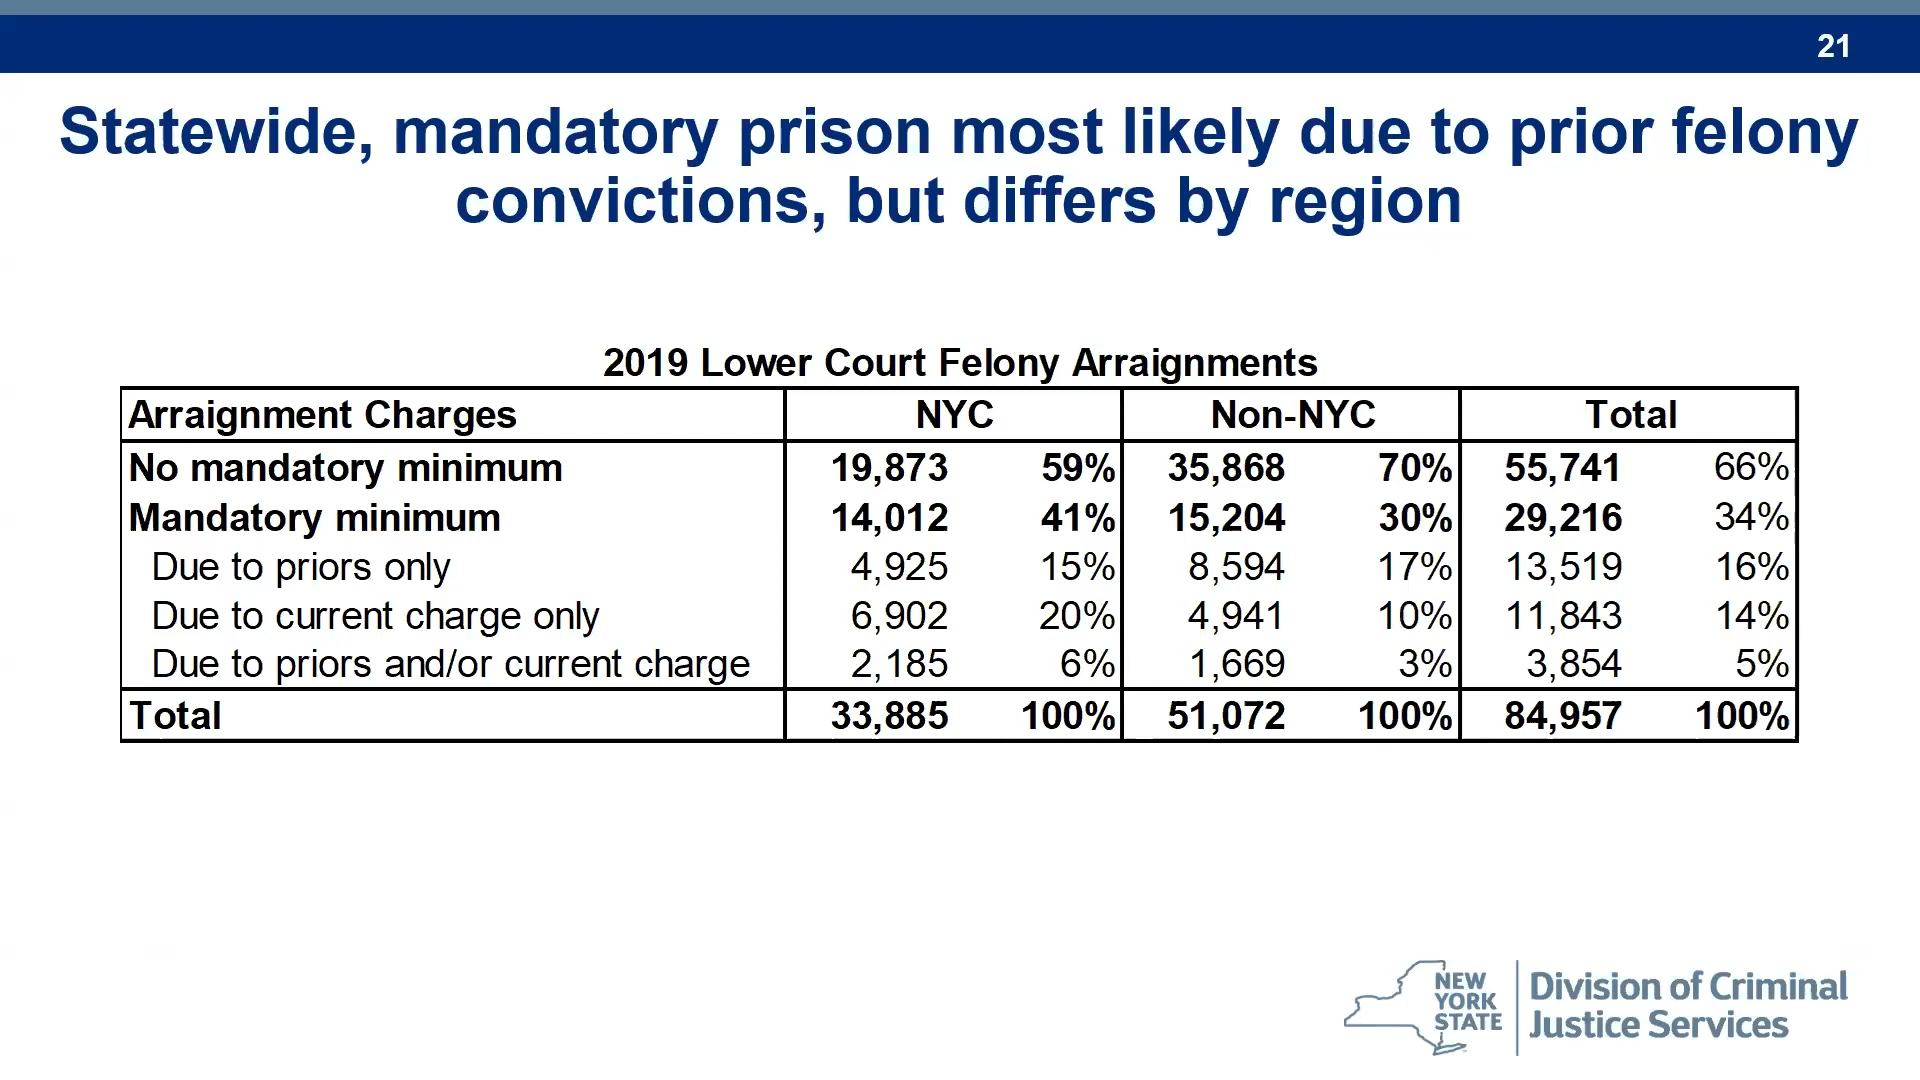 21
Statewide, mandatory prison most likely due to prior felony
convictions, but differs by region
2019 Lower Court Felony Arraignments
Arraignment Charges NYC Non-NYC Total
No mandatory minimum 19,873 59% 35,868 70% 55,741 66%
Mandatory minimum 14,012 41% 15,204 30% 29,216 34%
Due to priors only 4,925 15% 8,594 17% 13,519 16%
Due to current charge only 6,902 20% 4,941 10% 11,843 14%
Due to priors and/or current charge 2,185 6% 1,669 3% 3,854 5%
Total 33,885 100% 51,072 100% 84,957 100%
NEW
YORK
STATE
Division of Criminal
Justice Services